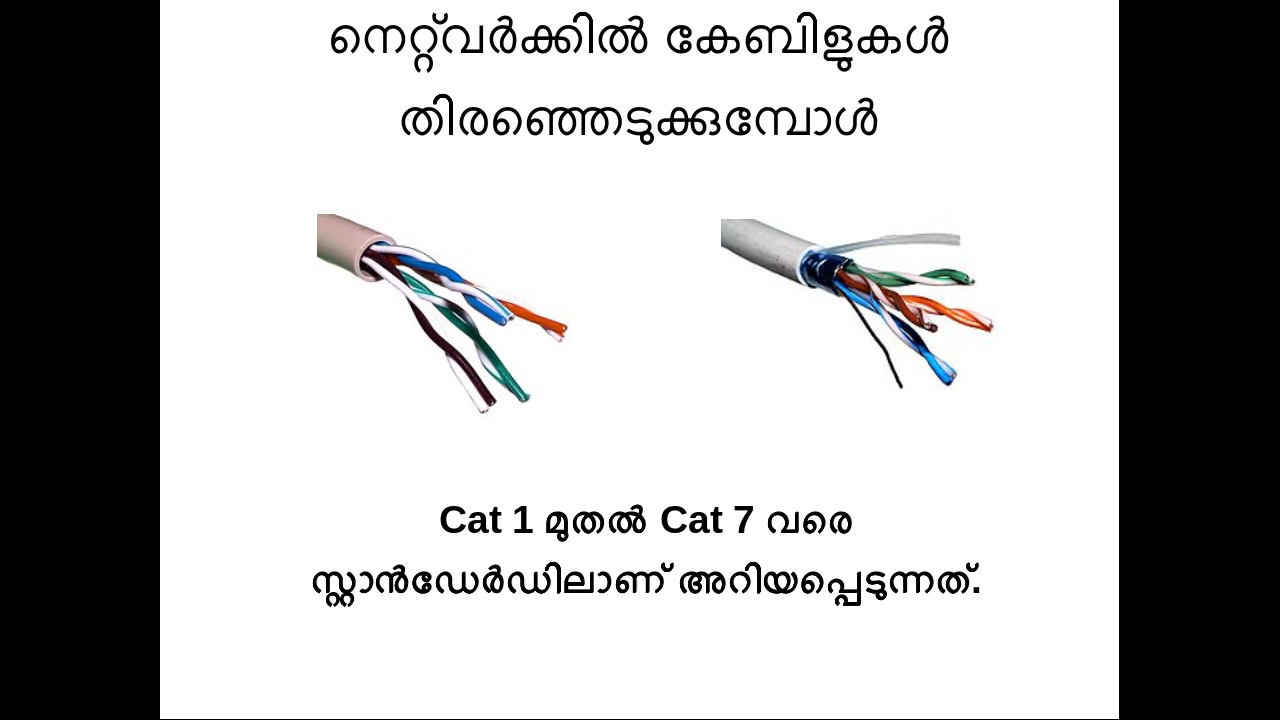 നെറ്റ്‌വർക്കിൽ കേബിളുകൾ
തിരഞ്ഞെടുക്കുമ്പോൾ
Cat 1 മുതൽ Cat 7 വരെ
സ്റ്റാൻഡേർഡിലാണ് അറിയപ്പെടുന്നത്.